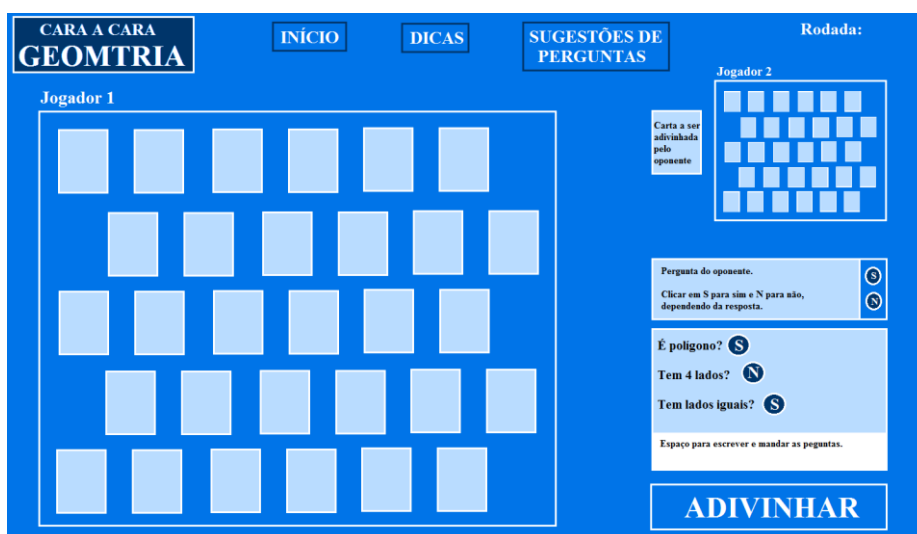 CARA A CARA
GEOMTRIA
INÍCIO
DICAS
SUGESTÕES DE
PERGUNTAS
Rodada:
Jogador 1
Jogador 2
Carta a ser
adivinhada
pelo
oponente
Pergunta do oponente.
Clicar em S para sim e N para não,
dependendo da resposta.
S
N
É polígono? S
Tem 4 lados? N
Tem lados iguais? S
Espaço para escrever e mandar as peguntas.
ADIVINHAR